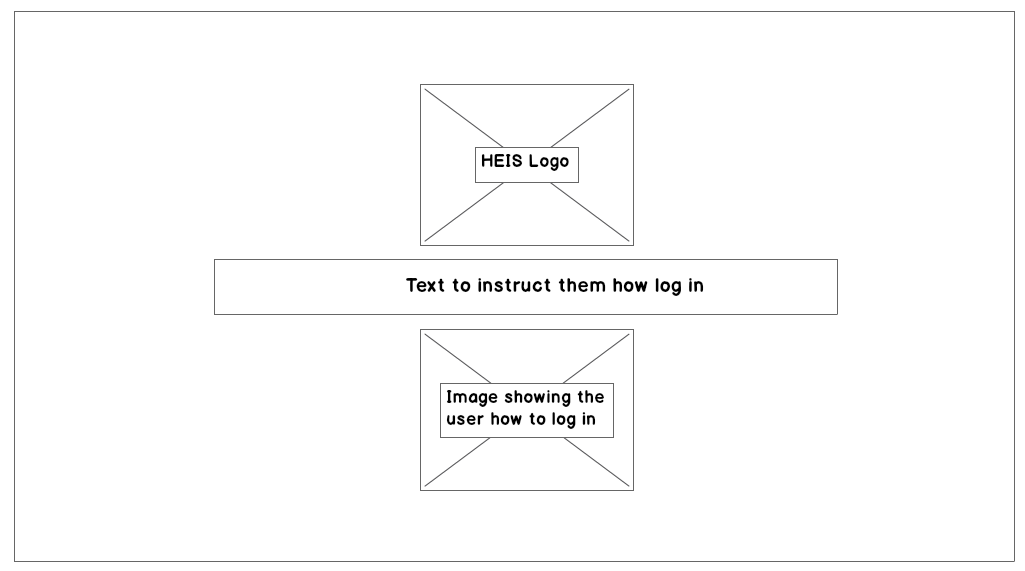 HEIS Logo
Text to instruct them how log in
Image showing the
user how to log in